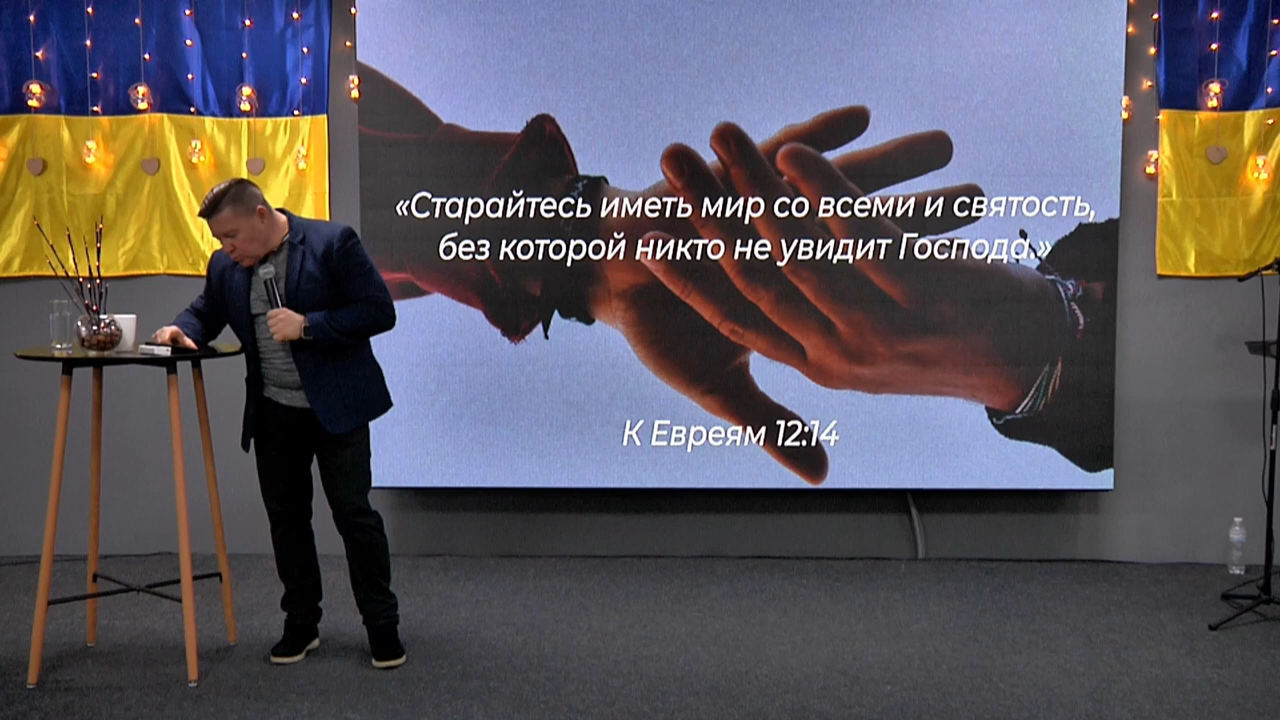 «Старайтесь иметь мир со всеми и святость,
без которой никто не увидит Господа.»
К Евреям 12:14